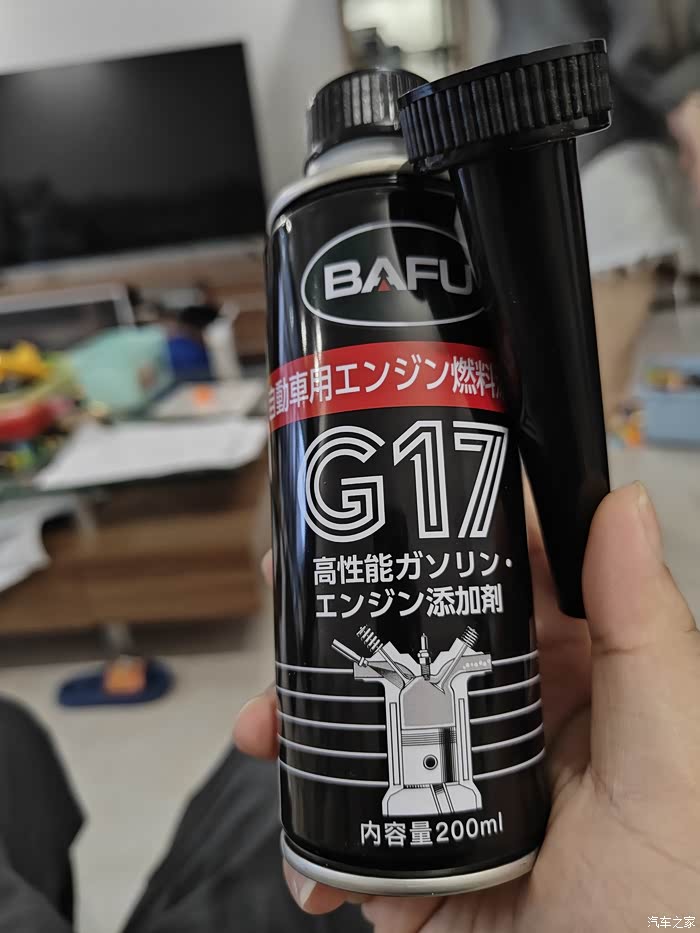 BAFU
自動車用エンジン燃料
G17
高性能ガソリン・
エンジン添加剤
内容量200ml
汽车之家